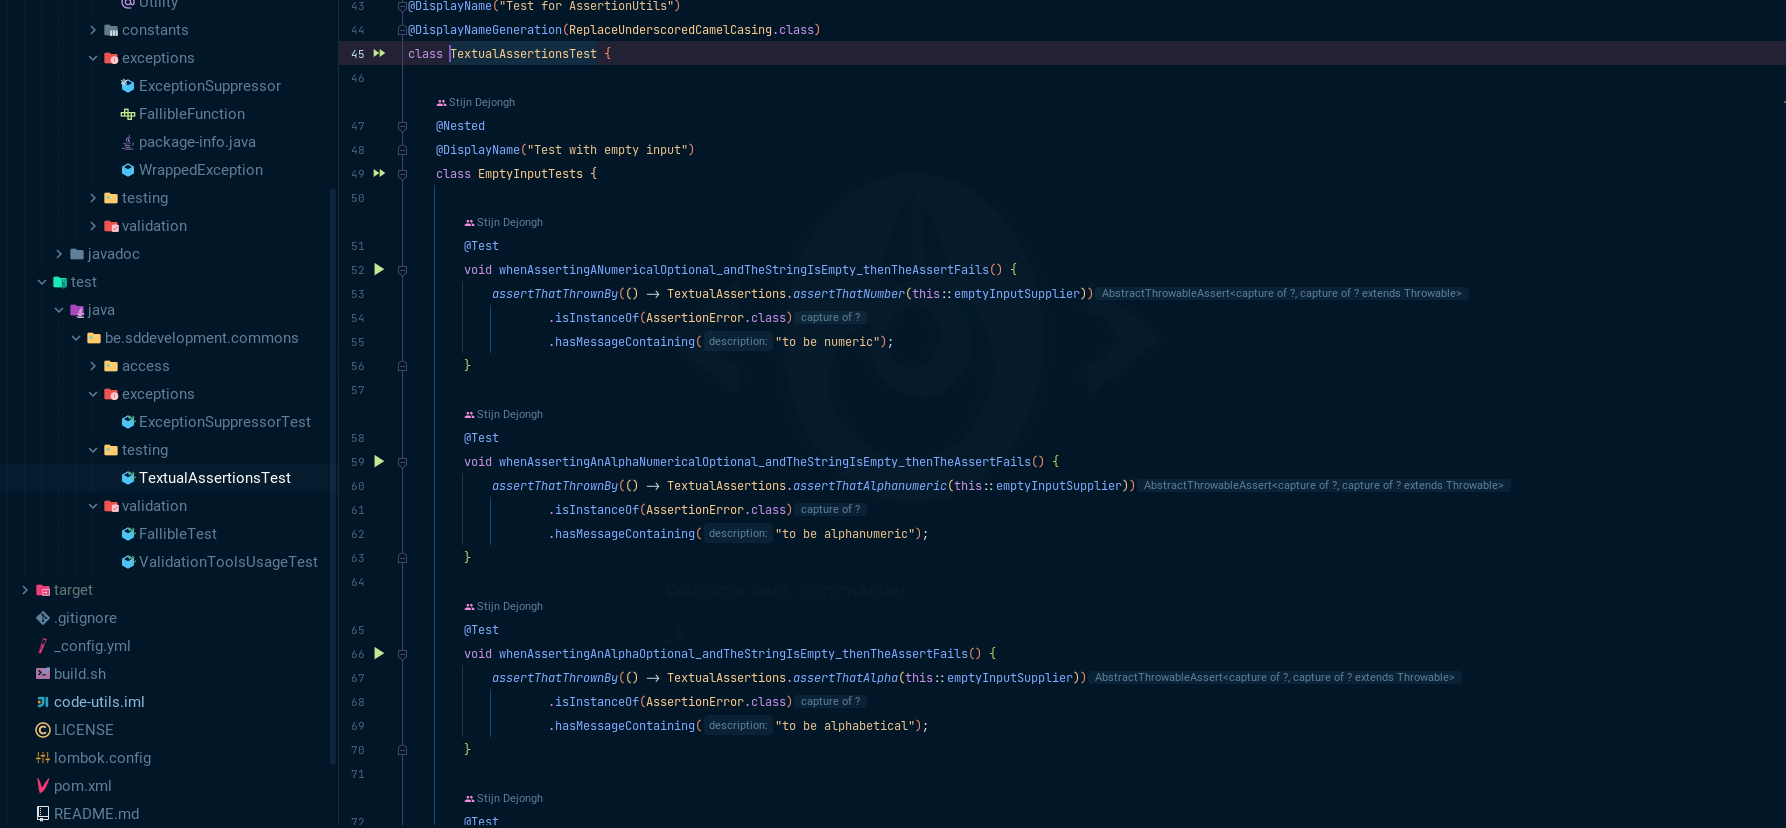 Utility
constants
exceptions
ExceptionSuppressor
FallibleFunction
package-info.java
WrappedException
testing
validation
javadoc
test
java
be.sddevelopment.commons
access
exceptions
ExceptionSuppressorTest
testing
TextualAssertionsTest
validation
FallibleTest
ValidationToolsUsageTest
target
.gitignore
_config.yml
build.sh
code-utils.iml
LICENSE
lombok.config
pom.xml
README.md
43 @DisplayName("Test for AssertionUtils")
44 @DisplayNameGeneration(ReplaceUnderscoredCamelCasing.class)
45 class TextualAssertionsTest {
46
Stijn Dejongh
47 @Nested
48 @DisplayName("Test with empty input")
49 class EmptyInputTests {
50
Stijn Dejongh
51 @Test
52 void whenAssertingANumericalOptional_andTheStringIsEmpty_thenTheAssertFails() {
53 assertThatThrownBy(() -> TextualAssertions.assertThatNumber(this::emptyInputSupplier)) AbstractThrowableAssert<capture of ?, capture of ? extends Throwable>
54 .isInstanceOf(AssertionError.class) capture of ?
55 .hasMessageContaining( description: "to be numeric");
56 }
57
Stijn Dejongh
58 @Test
59 void whenAssertingAnAlphaNumericalOptional_andTheStringIsEmpty_thenTheAssertFails() {
60 assertThatThrownBy(() -> TextualAssertions.assertThatAlphanumeric(this::emptyInputSupplier)) AbstractThrowableAssert<capture of ?, capture of ? extends Throwable>
61 .isInstanceOf(AssertionError.class) capture of ?
62 .hasMessageContaining( description: "to be alphanumeric");
63 }
64
Welcome back, commander
Stijn Dejongh
65 @Test
66 void whenAssertingAnAlphaOptional_andTheStringIsEmpty_thenTheAssertFails() {
67 assertThatThrownBy(() -> TextualAssertions.assertThatAlpha(this::emptyInputSupplier)) AbstractThrowableAssert<capture of ?, capture of ? extends Throwable>
68 .isInstanceOf(AssertionError.class) capture of ?
69 .hasMessageContaining( description: "to be alphabetical");
70 }
71
Stijn Dejongh
72 @Test